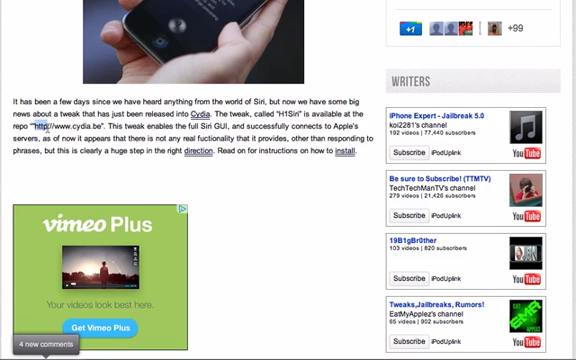 +1
+99
It has been a few days since we have heard anything from the world of Siri, but now we have some big
news about a tweak that has just been released into Cydia. The tweak, called "H1Siri" is available at the
repo ""http://www.cydia.be". This tweak enables the full Siri GUI, and successfully connects to Apple's
servers, as of now it appears that there is not any real fuctionality that it provides, other than responding to
phrases, but this is clearly a huge step in the right direction. Read on for instructions on how to install.
WRITERS
iPhone Expert - Jailbreak 5.0
koi2281's channel
192 videos | 77,440 subscribers
Subscribe iPodUplink
YouTube
Be sure to Subscribe! (TTMTV)
TechTechManTV's channel
279 videos | 21,426 subscribers
Subscribe iPodUplink
YouTube
19B1gBr0ther
103 videos | 820 subscribers
Subscribe iPodUplink
YouTube
Tweaks,Jailbreaks, Rumors!
EatMyApplez's channel
65 videos | 902 subscribers
Subscribe iPodUplink
YouTube
vimeo Plus
Your videos look best here.
Get Vimeo Plus
4 new comments